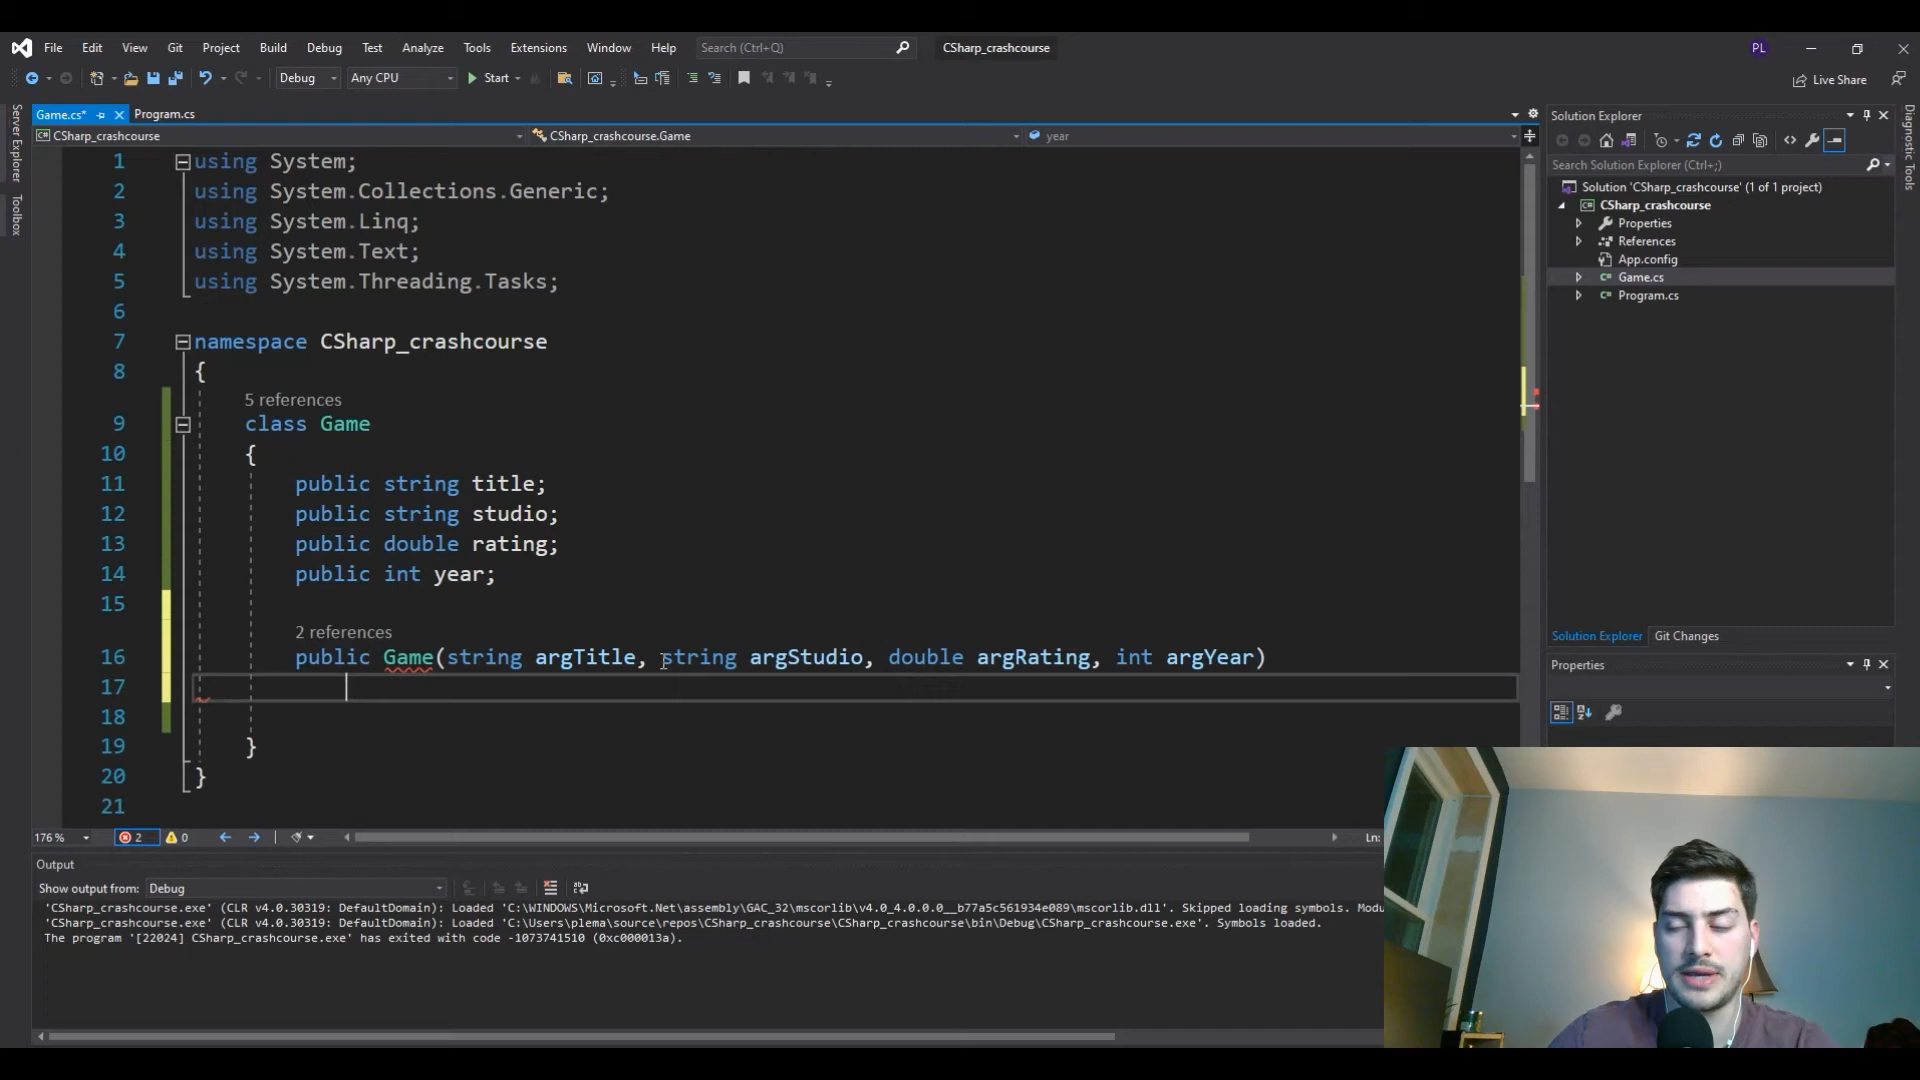 File Edit View Git Project Build Debug Test Analyze Tools Extensions Window Help Search (Ctrl+Q) CSharp_crashcourse PL
Debug Any CPU Start Live Share
Game.cs* Program.cs
CSharp_crashcourse CSharp_crashcourse.Game year
Server Explorer
Toolbox
1 using System;
2 using System.Collections.Generic;
3 using System.Linq;
4 using System.Text;
5 using System.Threading.Tasks;
6
7 namespace CSharp_crashcourse
8 {
5 references
9 class Game
10 {
11 public string title;
12 public string studio;
13 public double rating;
14 public int year;
15
2 references
16 public Game(string argTitle, string argStudio, double argRating, int argYear)
17
18
19 }
20 }
21
176 % 2 0 Ln:
Output
Show output from: Debug
'CSharp_crashcourse.exe' (CLR v4.0.30319: DefaultDomain): Loaded 'C:\WINDOWS\Microsoft.Net\assembly\GAC_32\mscorlib\v4.0_4.0.0.0__b77a5c561934e089\mscorlib.dll'. Skipped loading symbols. Modu
'CSharp_crashcourse.exe' (CLR v4.0.30319: DefaultDomain): Loaded 'C:\Users\plema\source\repos\CSharp_crashcourse\CSharp_crashcourse\bin\Debug\CSharp_crashcourse.exe'. Symbols loaded.
The program '[22024] CSharp_crashcourse.exe' has exited with code -1073741510 (0xc000013a).
Solution Explorer
Search Solution Explorer (Ctrl+;)
Solution 'CSharp_crashcourse' (1 of 1 project)
CSharp_crashcourse
Properties
References
App.config
Game.cs
Program.cs
Solution Explorer Git Changes
Properties
Diagnostic Tools